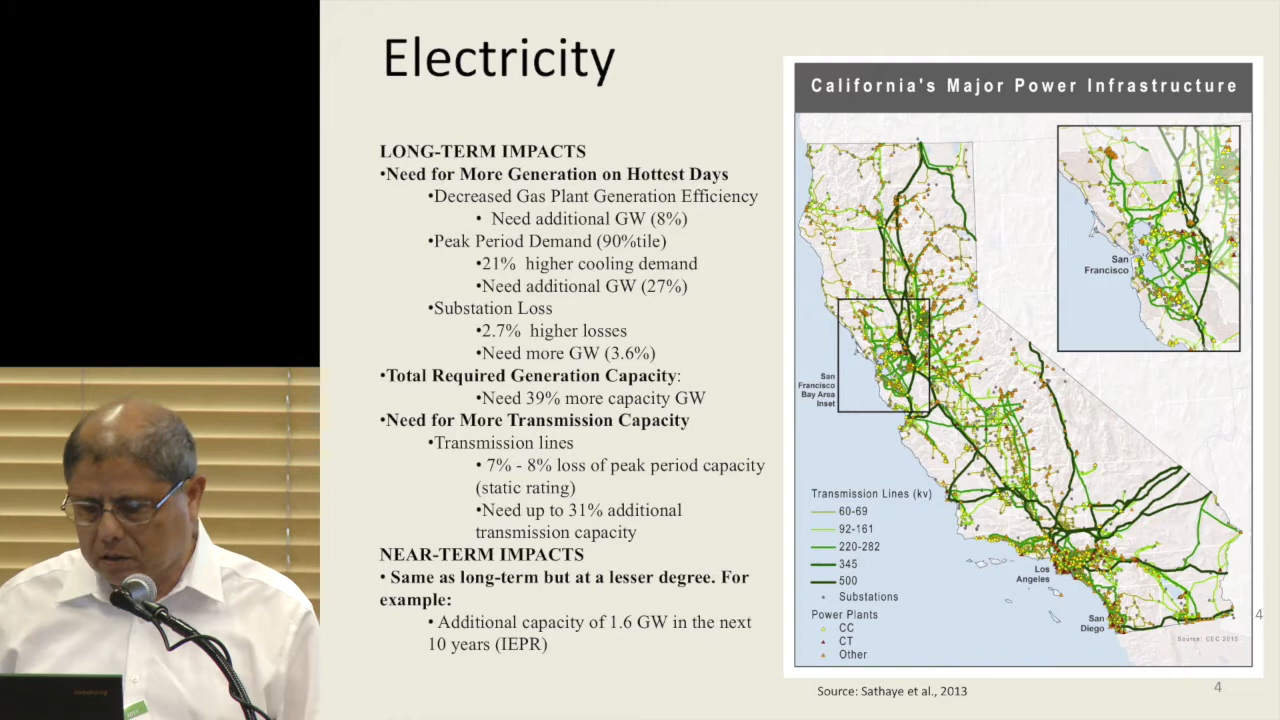 Electricity
LONG-TERM IMPACTS
•Need for More Generation on Hottest Days
•Decreased Gas Plant Generation Efficiency
• Need additional GW (8%)
•Peak Period Demand (90%tile)
•21% higher cooling demand
•Need additional GW (27%)
•Substation Loss
•2.7% higher losses
•Need more GW (3.6%)
•Total Required Generation Capacity:
•Need 39% more capacity GW
•Need for More Transmission Capacity
•Transmission lines
• 7% - 8% loss of peak period capacity
(static rating)
•Need up to 31% additional
transmission capacity
NEAR-TERM IMPACTS
• Same as long-term but at a lesser degree. For
example:
• Additional capacity of 1.6 GW in the next
10 years (IEPR)
California's Major Power Infrastructure
San
Francisco
San
Francisco
Bay Area
Inset
Transmission Lines (kv)
60-69
92-161
220-282
345
500
Substations
Power Plants
CC
CT
Other
Los
Angeles
San
Diego
Source: CEC 2010
4
Source: Sathaye et al., 2013
4